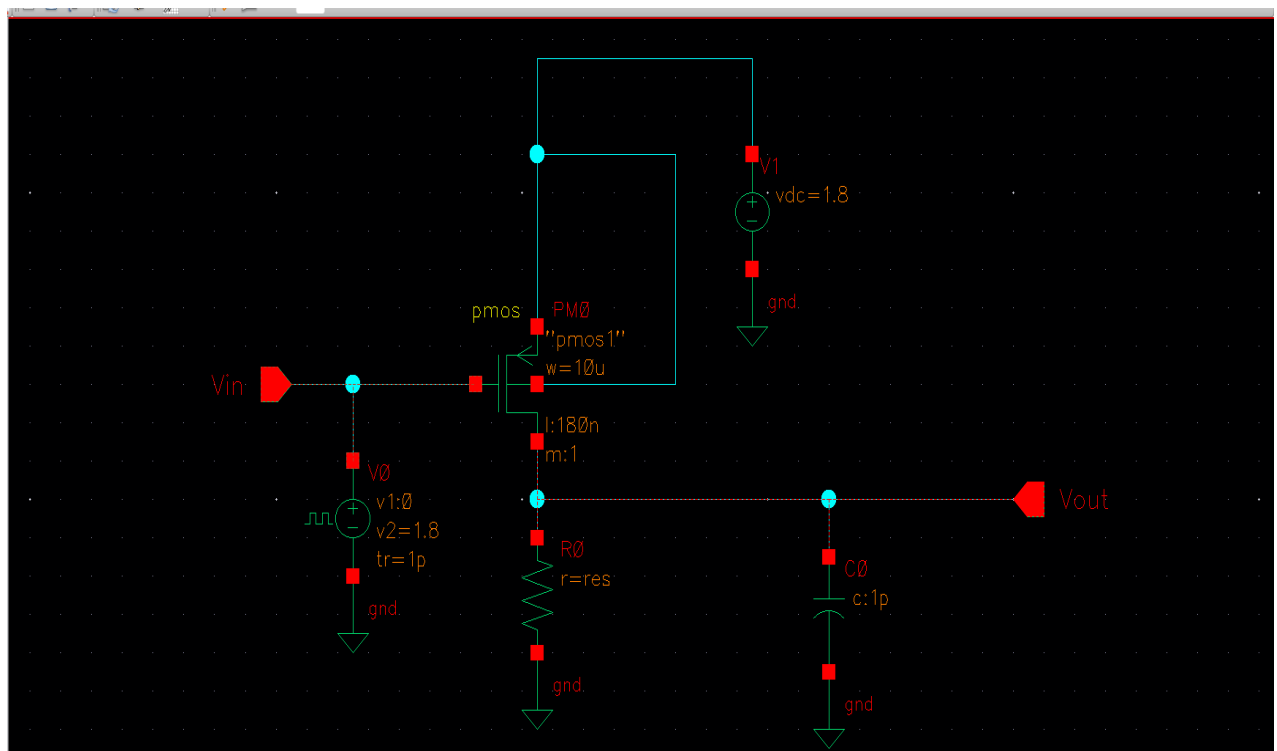 V1
vdc=1.8
gnd
pmos
PM0
"pmos1"
w=10u
Vin
l:180n
m:1
V0
v1:0
v2=1.8
tr=1p
gnd
Vout
R0
r=res
gnd
C0
c:1p
gnd